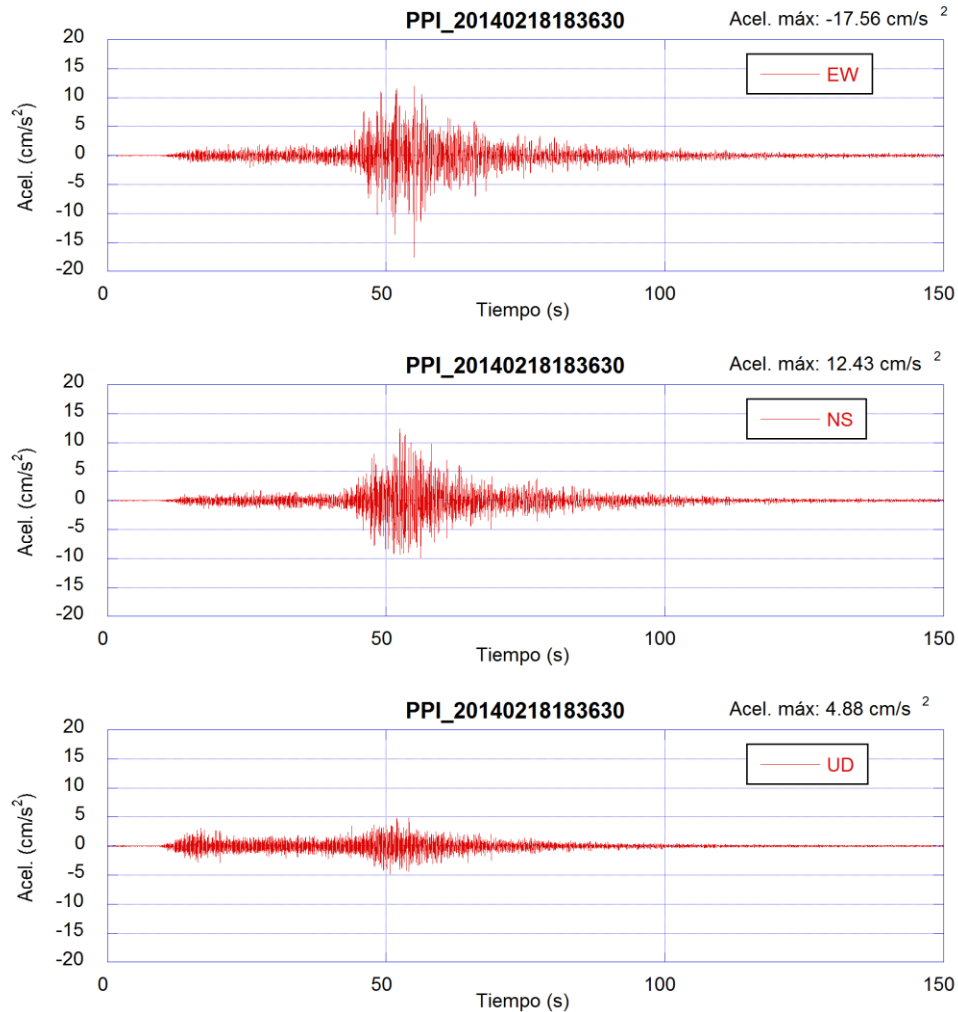 PPI_20140218183630 Acel. máx: -17.56 cm/s 2
20
EW
15
10
5
0
-5
-10
-15
-20
Acel. (cm/s2)
0 50 100 150
Tiempo (s)
PPI_20140218183630 Acel. máx: 12.43 cm/s 2
20
NS
15
10
5
0
-5
-10
-15
-20
Acel. (cm/s2)
0 50 100 150
Tiempo (s)
PPI_20140218183630 Acel. máx: 4.88 cm/s 2
20
UD
15
10
5
0
-5
-10
-15
-20
Acel. (cm/s2)
0 50 100 150
Tiempo (s)